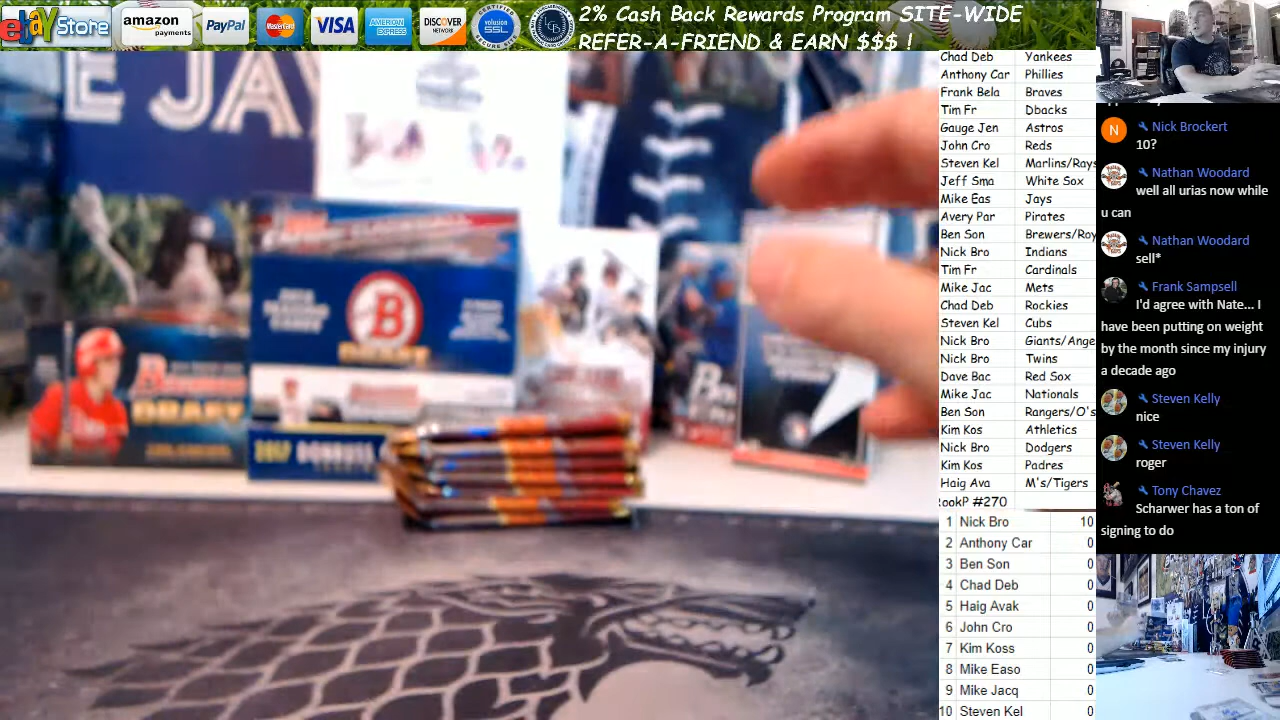 ebay Store
amazon
payments
PayPal
MasterCard
VISA
AMERICAN
EXPRESS
DISCOVER
NETWORK
volusion
SSL
2% Cash Back Rewards Program SITE-WIDE
REFER-A-FRIEND & EARN $$$ !
E JA
B
DRAFT
DRAFT
Chad Deb Yankees
Anthony Car Phillies
Frank Bela Braves
Tim Fr Dbacks
Gauge Jen Astros
John Cro Reds
Steven Kel Marlins/Rays
Jeff Sma White Sox
Mike Eas Jays
Avery Par Pirates
Ben Son Brewers/Roy
Nick Bro Indians
Tim Fr Cardinals
Mike Jac Mets
Chad Deb Rockies
Steven Kel Cubs
Nick Bro Giants/Ange
Nick Bro Twins
Dave Bac Red Sox
Mike Jac Nationals
Ben Son Rangers/O's
Kim Kos Athletics
Nick Bro Dodgers
Kim Kos Padres
Haig Ava M's/Tigers
RookP #270
1 Nick Bro 10
2 Anthony Car 0
3 Ben Son 0
4 Chad Deb 0
5 Haig Avak 0
6 John Cro 0
7 Kim Koss 0
8 Mike Easo 0
9 Mike Jacq 0
10 Steven Kel 0
N Nick Brockert
10?
Nathan Woodard
well all urias now while
u can
Nathan Woodard
sell*
Frank Sampsell
I'd agree with Nate... I
have been putting on weight
by the month since my injury
a decade ago
Steven Kelly
nice
Steven Kelly
roger
Tony Chavez
Scharwer has a ton of
signing to do